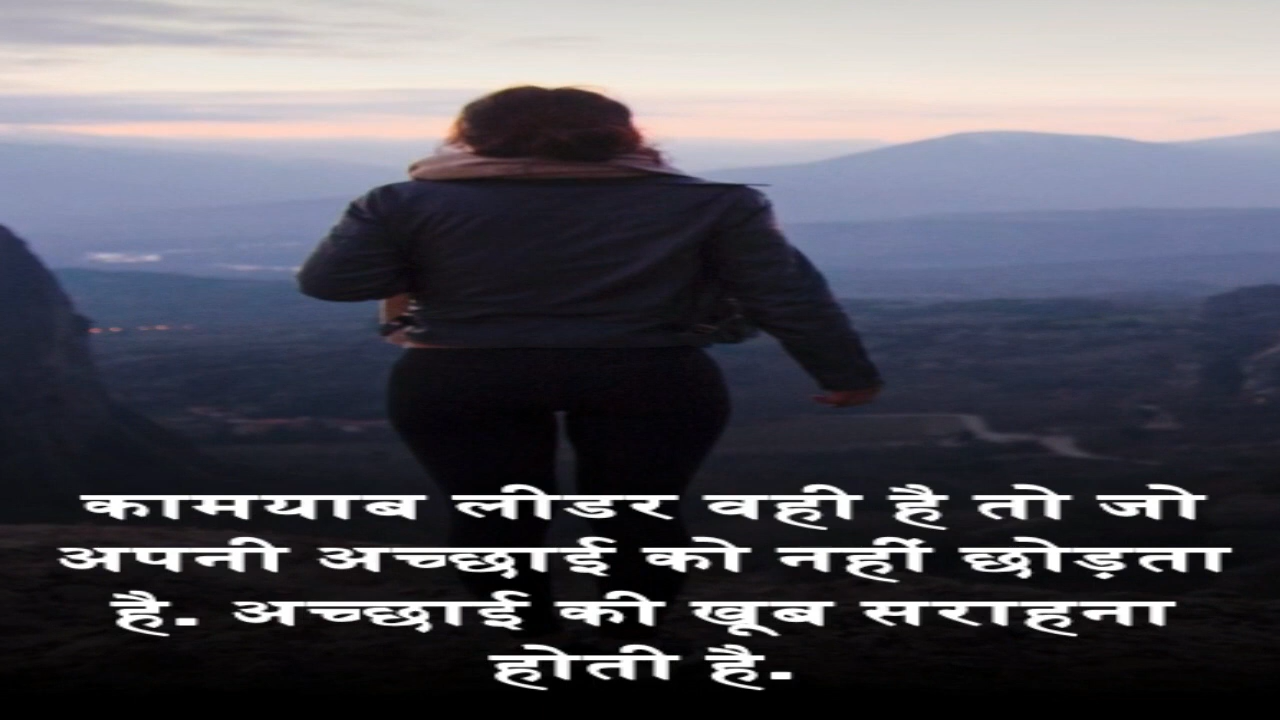 कामयाब लीडर वही है तो जो
अपनी अच्छाई को नहीं छोड़ता
है. अच्छाई की खूब सराहना
होती है.